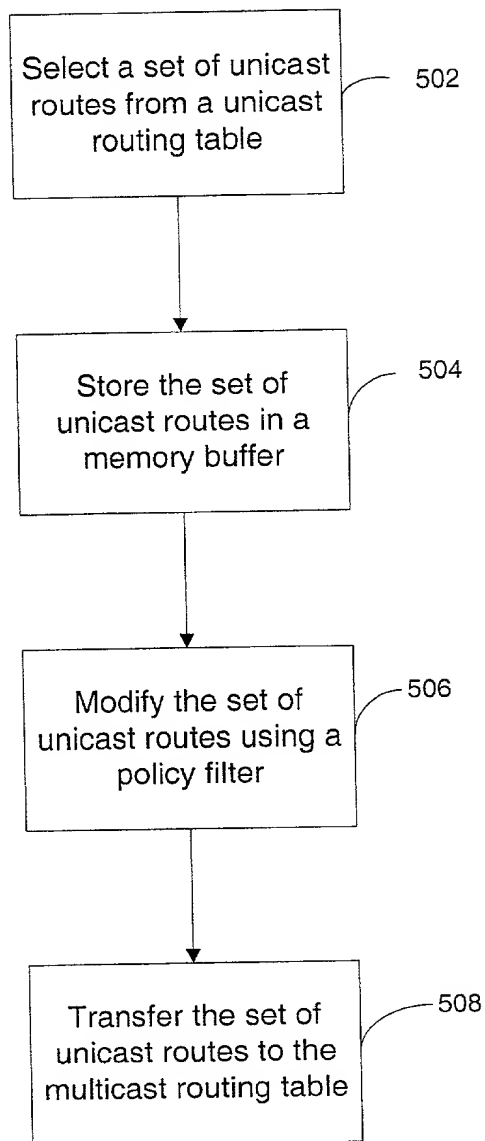 Select a set of unicast
routes from a unicast
routing table
502
Store the set of
unicast routes in a
memory buffer
504
Modify the set of
unicast routes using a
policy filter
506
Transfer the set of
unicast routes to the
multicast routing table
508